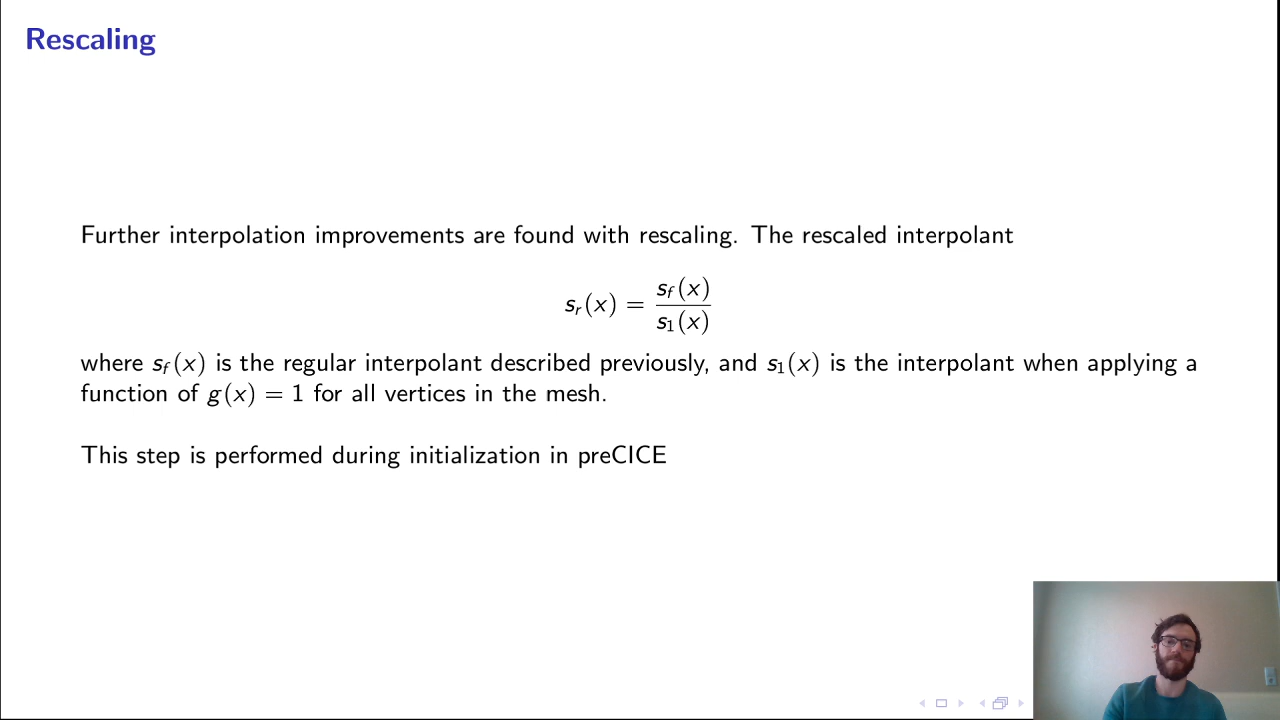 Rescaling
Further interpolation improvements are found with rescaling. The rescaled interpolant
s_r(x) = s_f(x) / s_1(x)
where s_f(x) is the regular interpolant described previously, and s_1(x) is the interpolant when applying a
function of g(x) = 1 for all vertices in the mesh.
This step is performed during initialization in preCICE